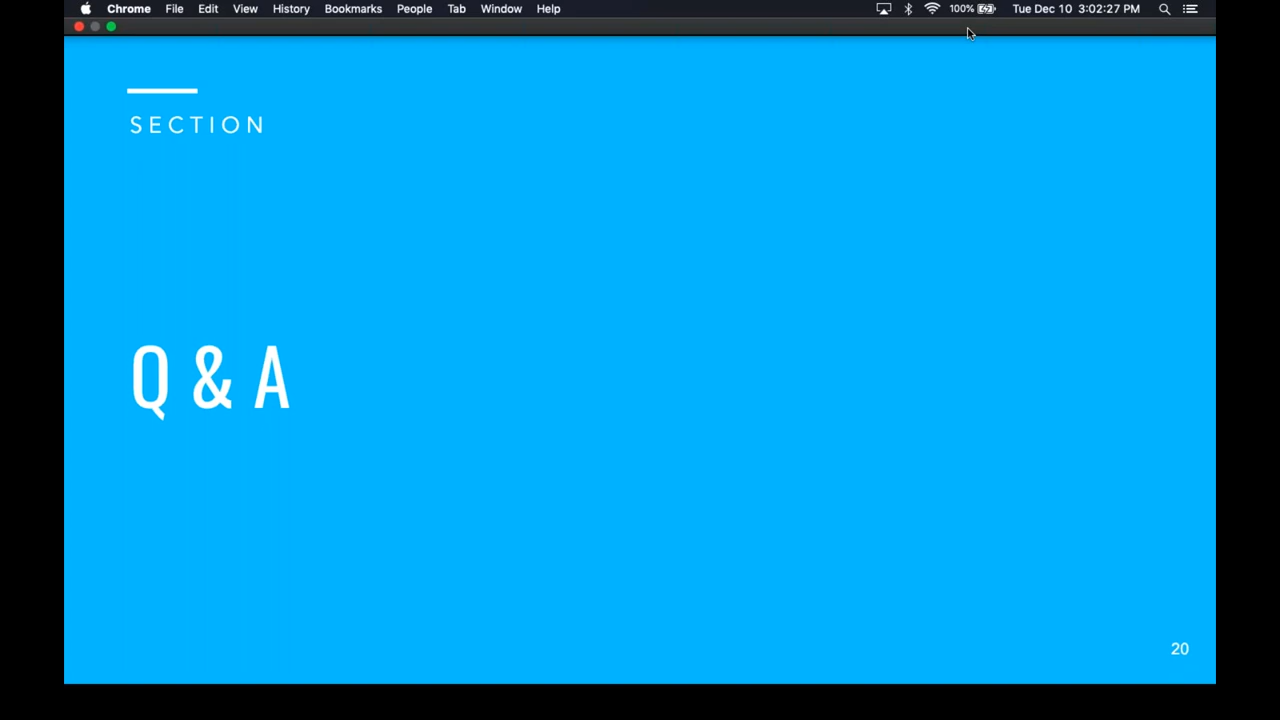 Chrome File Edit View History Bookmarks People Tab Window Help 100% Tue Dec 10 3:02:27 PM
SECTION
Q & A
20